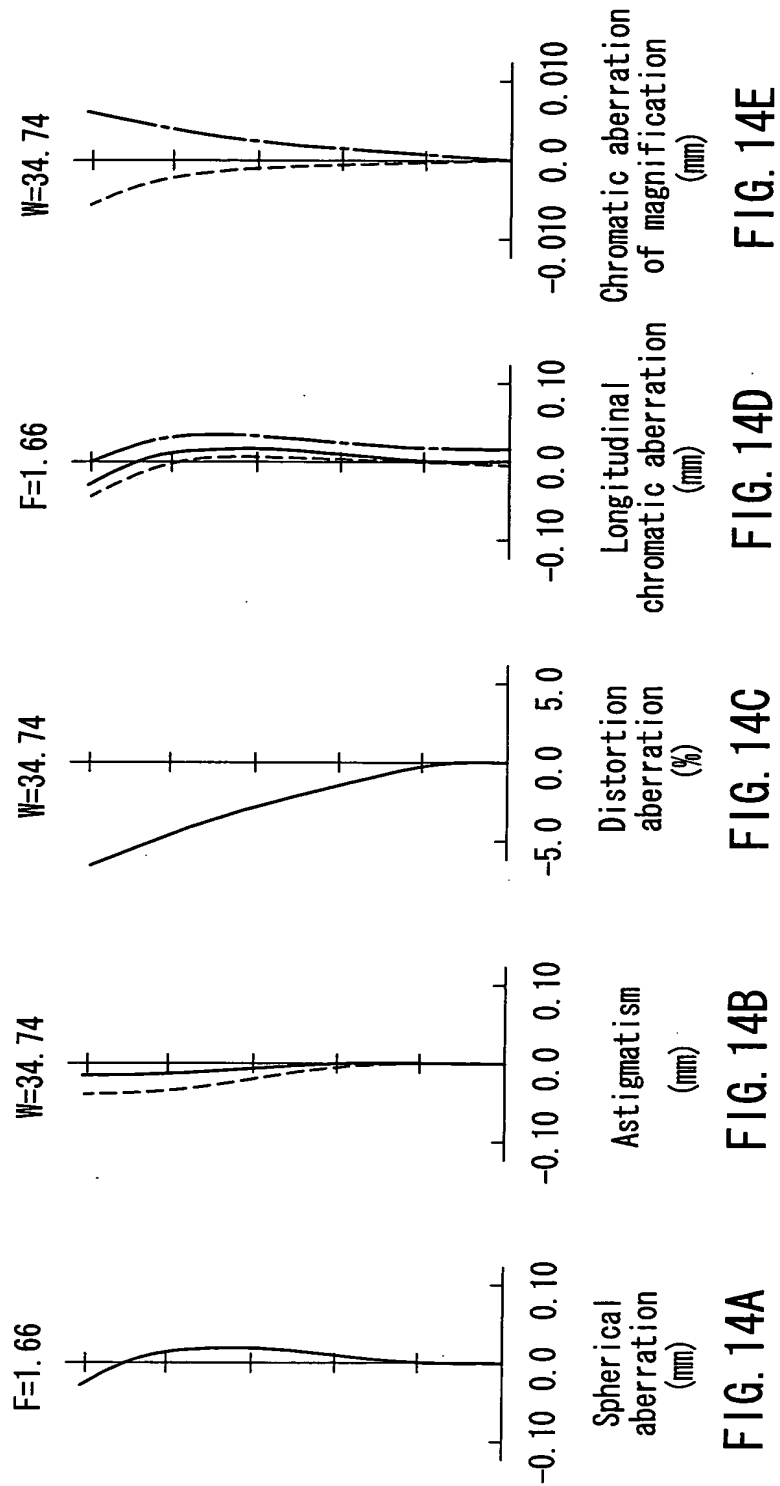 F=1.66
-0.10 0.0 0.10
Spherical
aberration
(mm)
FIG. 14A
W=34.74
-0.10 0.0 0.10
Astigmatism
(mm)
FIG. 14B
W=34.74
-5.0 0.0 5.0
Distortion
aberration
(%)
FIG. 14C
F=1.66
-0.10 0.0 0.10
Longitudinal
chromatic aberration
(mm)
FIG. 14D
W=34.74
-0.010 0.0 0.010
Chromatic aberration
of magnification
(mm)
FIG. 14E